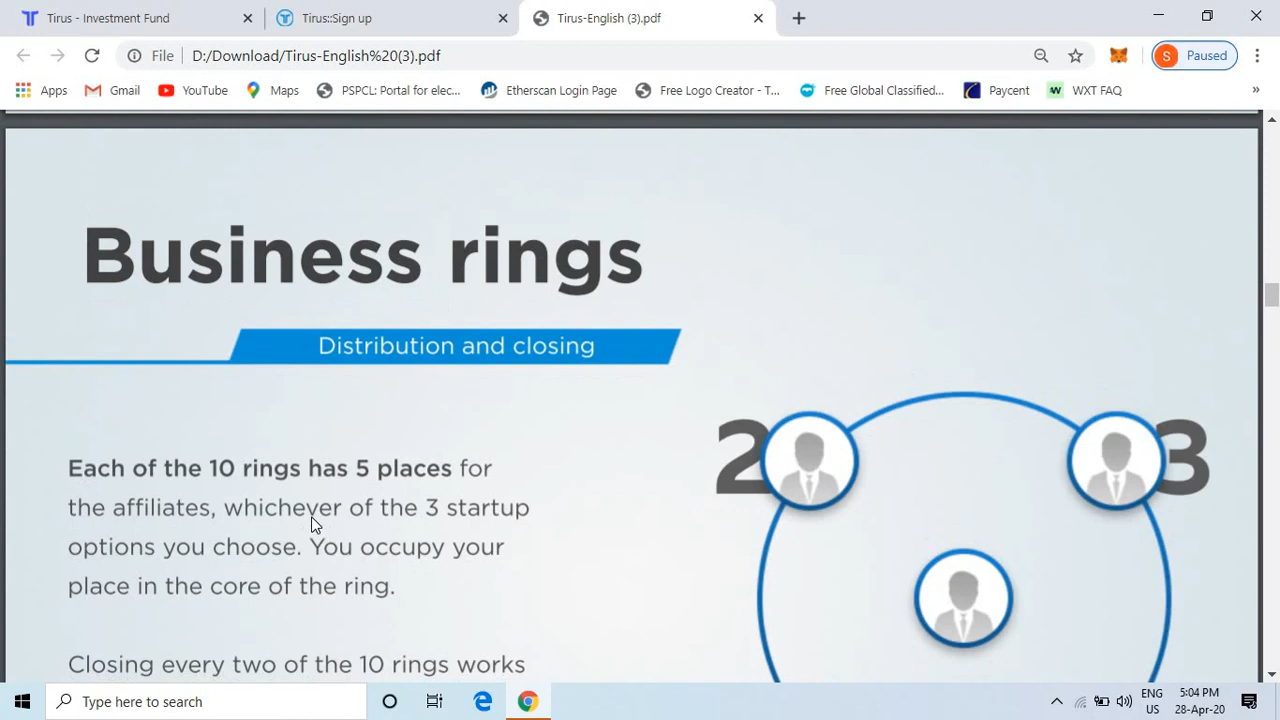 Tirus - Investment Fund
Tirus::Sign up
Tirus-English (3).pdf
File
D:/Download/Tirus-English%20(3).pdf
S
Paused
Apps
Gmail
YouTube
Maps
PSPCL: Portal for elec...
Etherscan Login Page
Free Logo Creator - T...
Free Global Classified...
Paycent
WXT FAQ
»
Business rings
Distribution and closing
Each of the 10 rings has 5 places for
the affiliates, whichever of the 3 startup
options you choose. You occupy your
place in the core of the ring.
Closing every two of the 10 rings works
2
3
Type here to search
ENG
US
5:04 PM
28-Apr-20